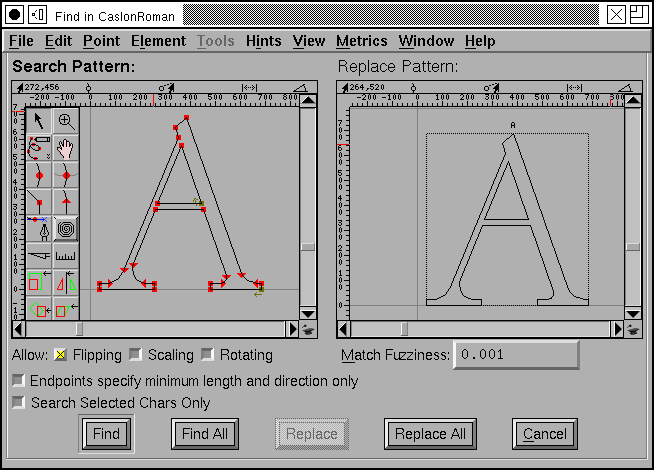 Find in CaslonRoman
File Edit Point Element Tools Hints View Metrics Window Help
Search Pattern: Replace Pattern:
272,456 264,520
-200 -100 0 100 200 300 400 500 600 700 800
-200 -100 0 100 200 300 400 500 600 700 800
A
Allow: Flipping Scaling Rotating Match Fuzziness: 0.001
Endpoints specify minimum length and direction only
Search Selected Chars Only
Find Find All Replace Replace All Cancel